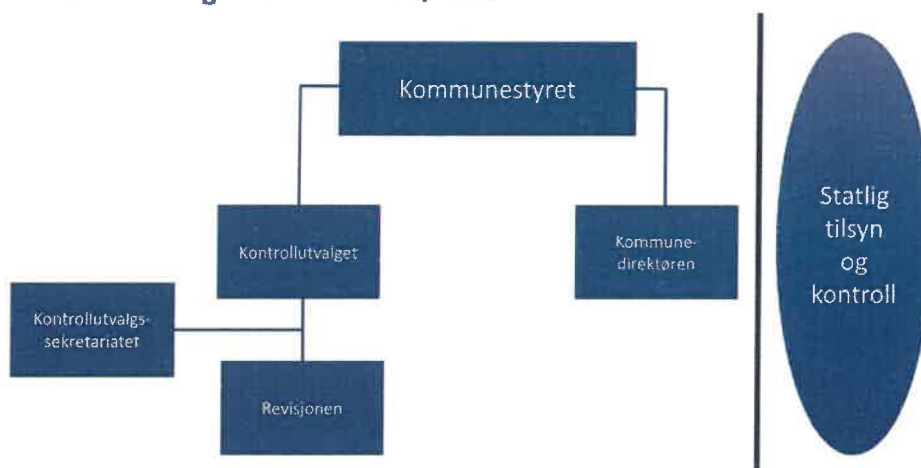 Kommunestyret
Kontrollutvalget
Kommune-
direktøren
Kontrollutvalgs-
sekretariatet
Revisjonen
Statlig
tilsyn
og
kontroll